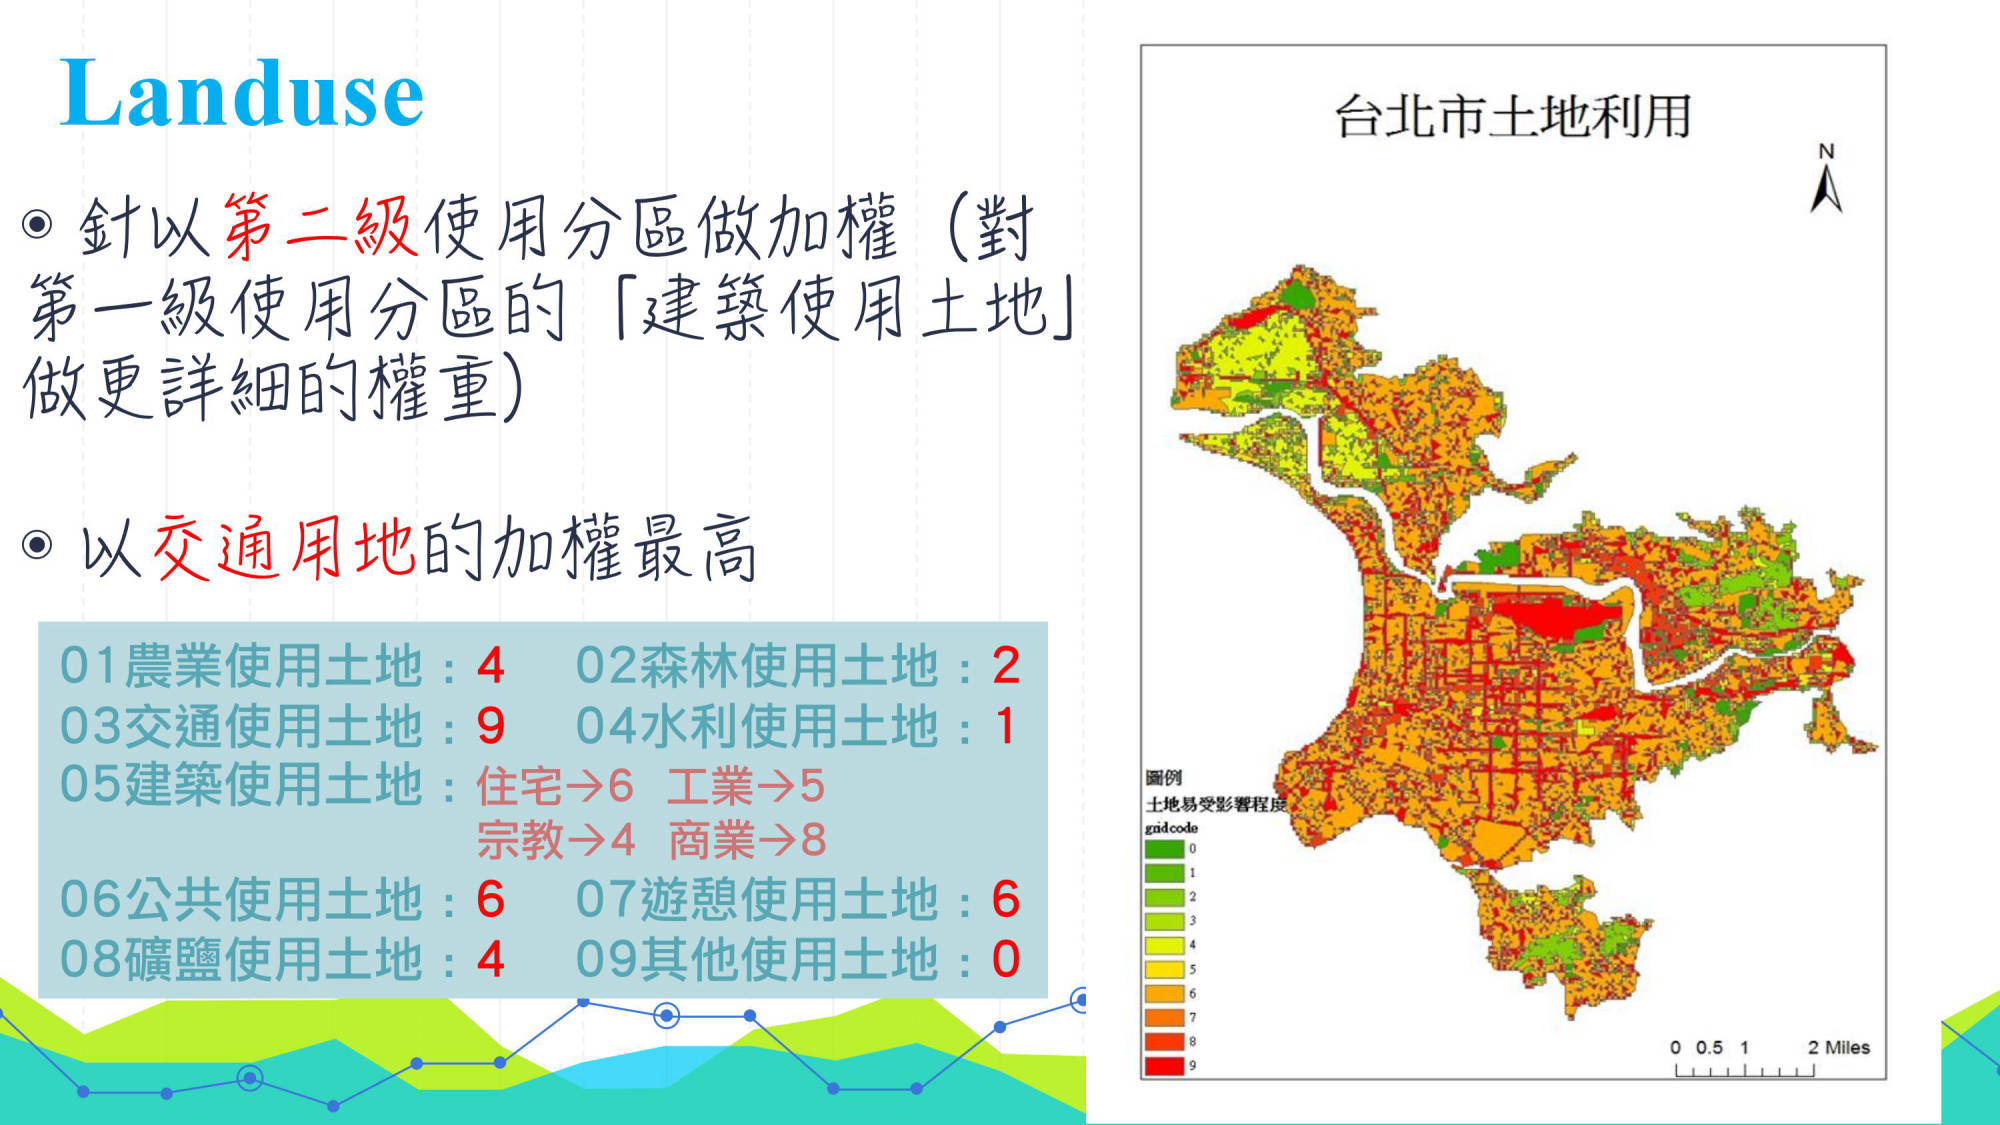 Landuse
針以第二級使用分區做加權（對
第一級使用分區的「建築使用土地」
做更詳細的權重）
以交通用地的加權最高
01農業使用土地：4 02森林使用土地：2
03交通使用土地：9 04水利使用土地：1
05建築使用土地：住宅→6 工業→5
宗教→4 商業→8
06公共使用土地：6 07遊憩使用土地：6
08礦鹽使用土地：4 09其他使用土地：0
台北市土地利用
N
圖例
土地易受影響程度
gridcode
0
1
2
3
4
5
6
7
8
9
0 0.5 1 2 Miles